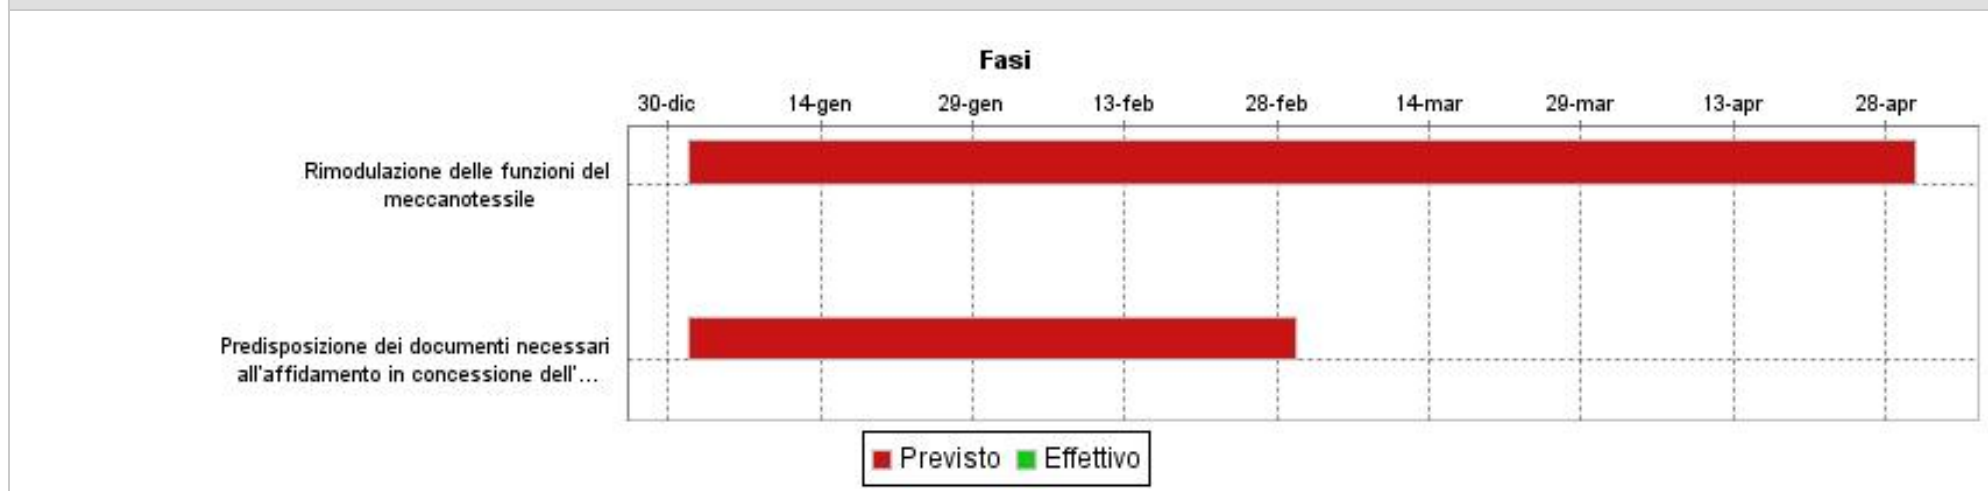 Fasi
30-dic 14-gen 29-gen 13-feb 28-feb 14-mar 29-mar 13-apr 28-apr
Rimodulazione delle funzioni del
meccanotessile
Predisposizione dei documenti necessari
all'affidamento in concessione dell'...
Previsto Effettivo